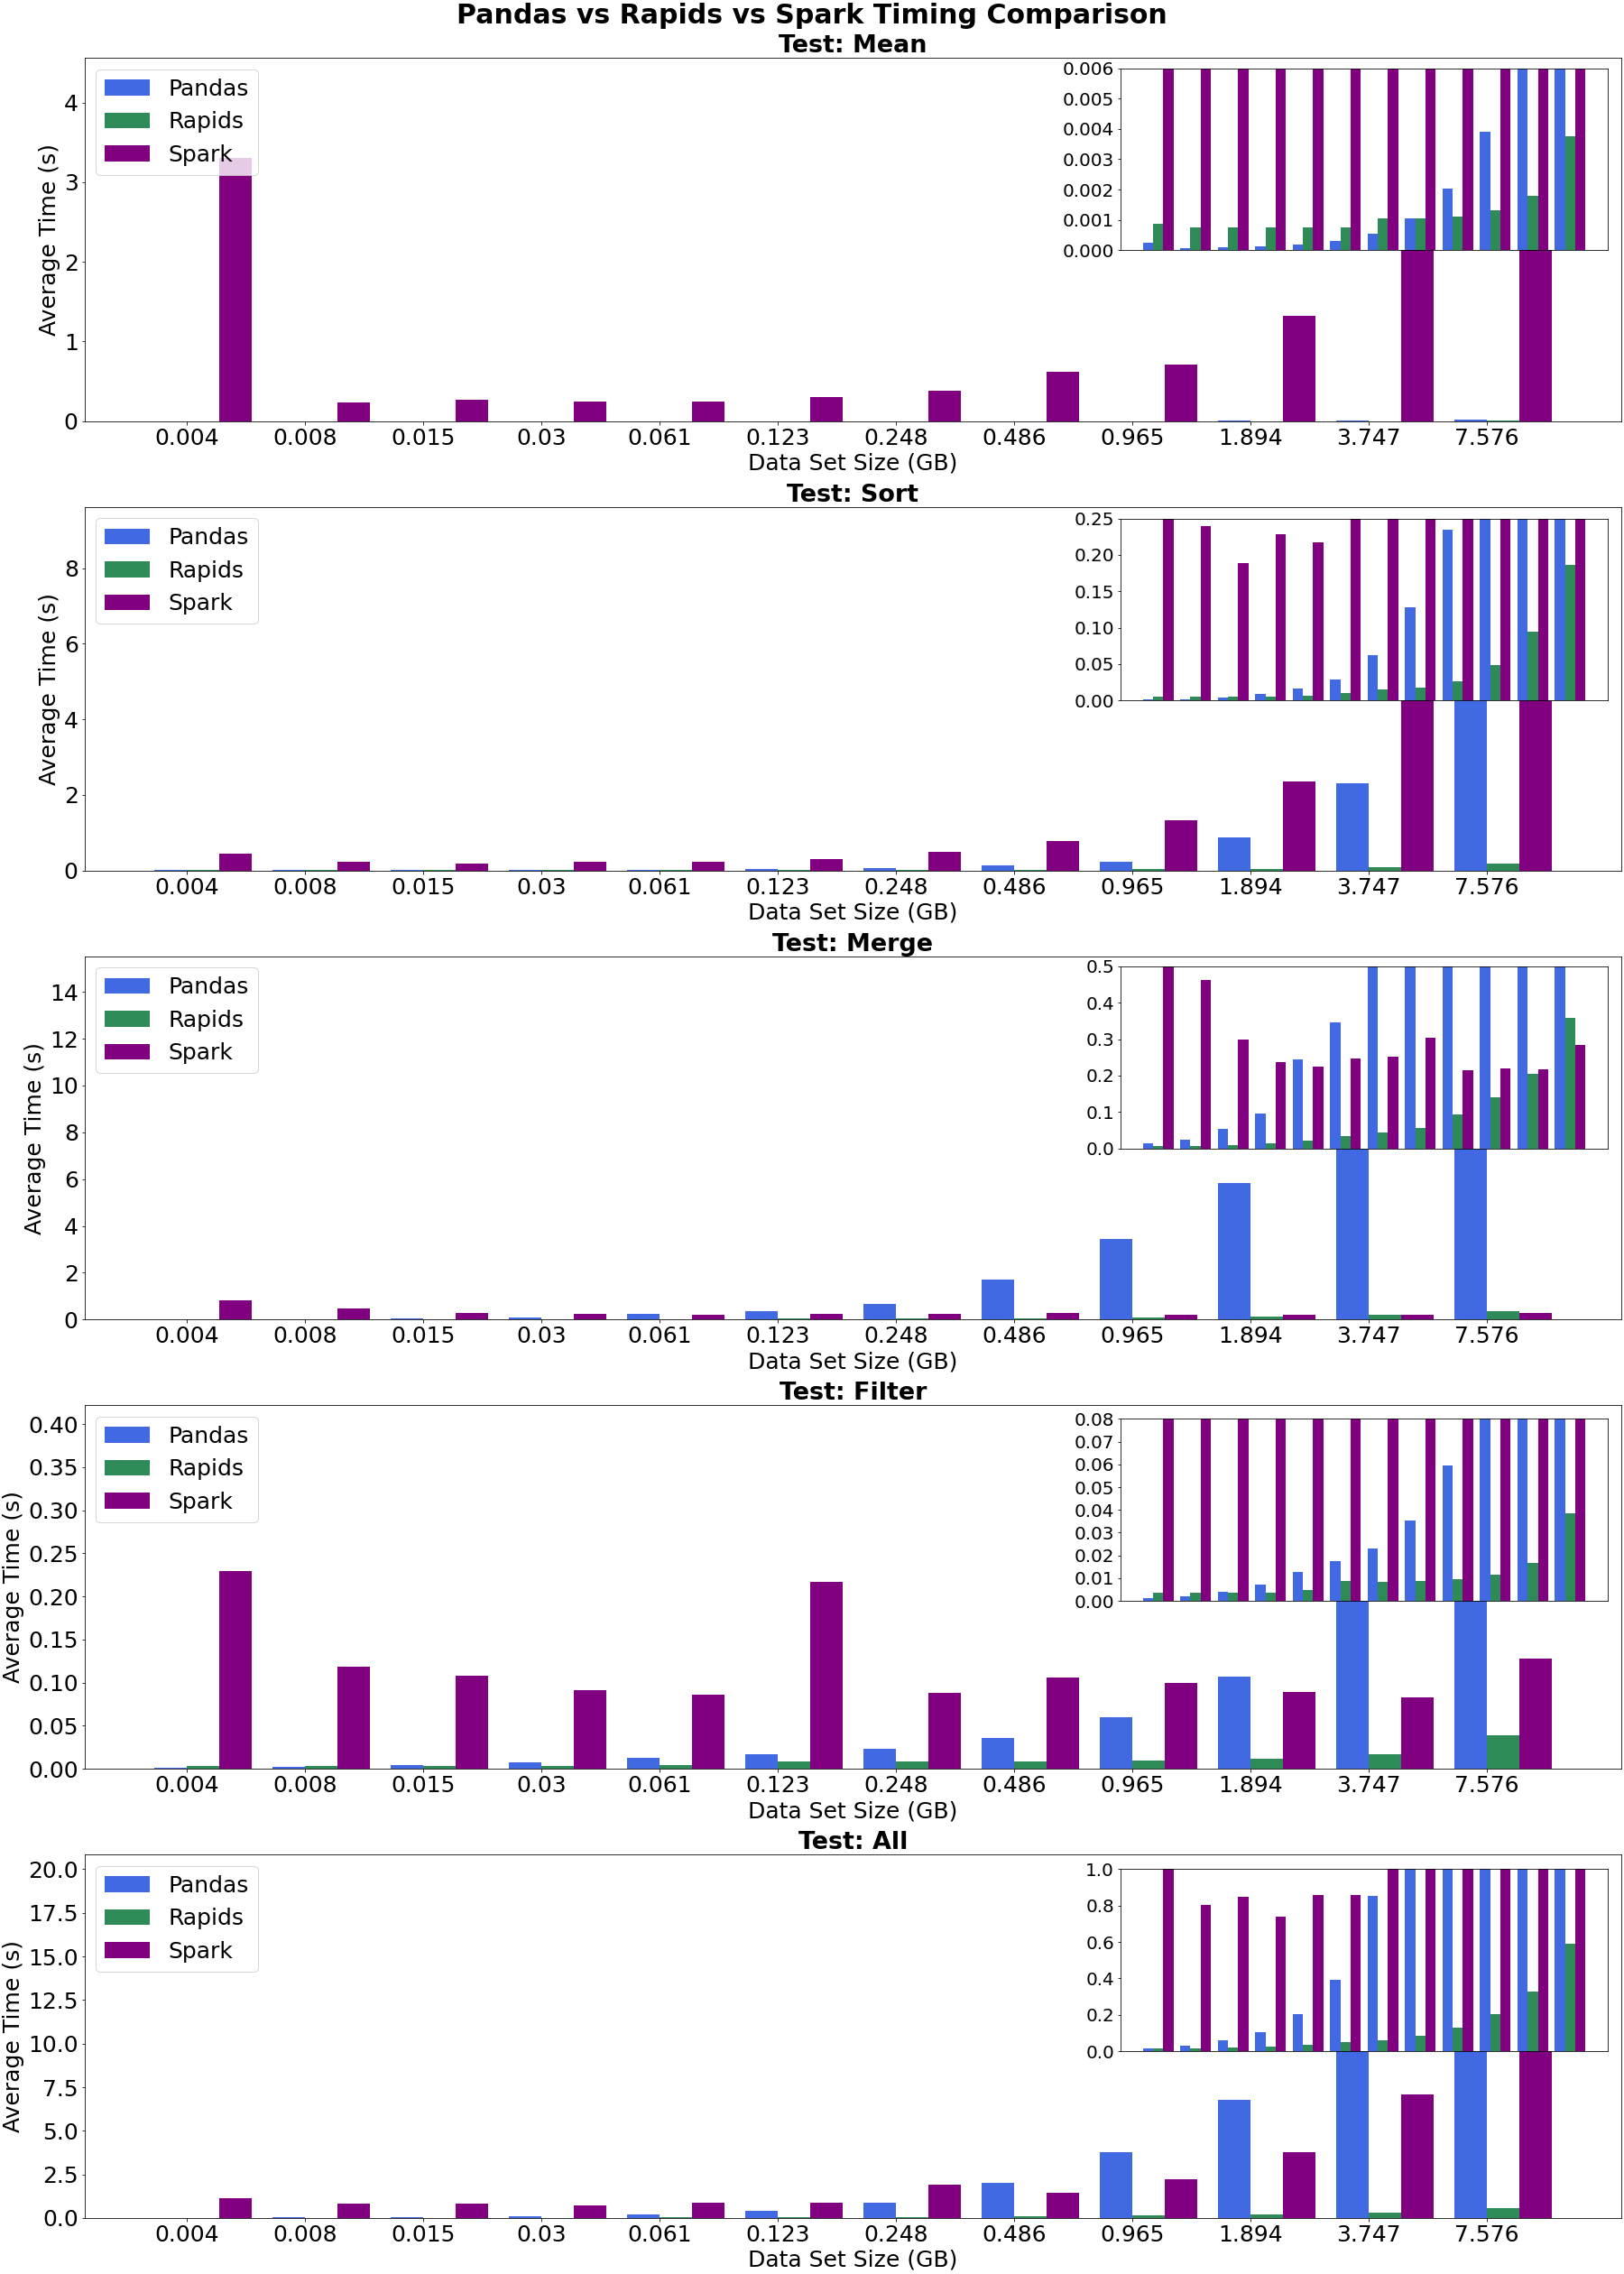 Pandas vs Rapids vs Spark Timing Comparison
Test: Mean
Average Time (s)
4
3
2
1
0
Pandas
Rapids
Spark
0.006
0.005
0.004
0.003
0.002
0.001
0.000
0.004 0.008 0.015 0.03 0.061 0.123 0.248 0.486 0.965 1.894 3.747 7.576
Data Set Size (GB)
Test: Sort
Average Time (s)
8
6
4
2
0
Pandas
Rapids
Spark
0.25
0.20
0.15
0.10
0.05
0.00
0.004 0.008 0.015 0.03 0.061 0.123 0.248 0.486 0.965 1.894 3.747 7.576
Data Set Size (GB)
Test: Merge
Average Time (s)
14
12
10
8
6
4
2
0
Pandas
Rapids
Spark
0.5
0.4
0.3
0.2
0.1
0.0
0.004 0.008 0.015 0.03 0.061 0.123 0.248 0.486 0.965 1.894 3.747 7.576
Data Set Size (GB)
Test: Filter
Average Time (s)
0.40
0.35
0.30
0.25
0.20
0.15
0.10
0.05
0.00
Pandas
Rapids
Spark
0.08
0.07
0.06
0.05
0.04
0.03
0.02
0.01
0.00
0.004 0.008 0.015 0.03 0.061 0.123 0.248 0.486 0.965 1.894 3.747 7.576
Data Set Size (GB)
Test: All
Average Time (s)
20.0
17.5
15.0
12.5
10.0
7.5
5.0
2.5
0.0
Pandas
Rapids
Spark
1.0
0.8
0.6
0.4
0.2
0.0
0.004 0.008 0.015 0.03 0.061 0.123 0.248 0.486 0.965 1.894 3.747 7.576
Data Set Size (GB)